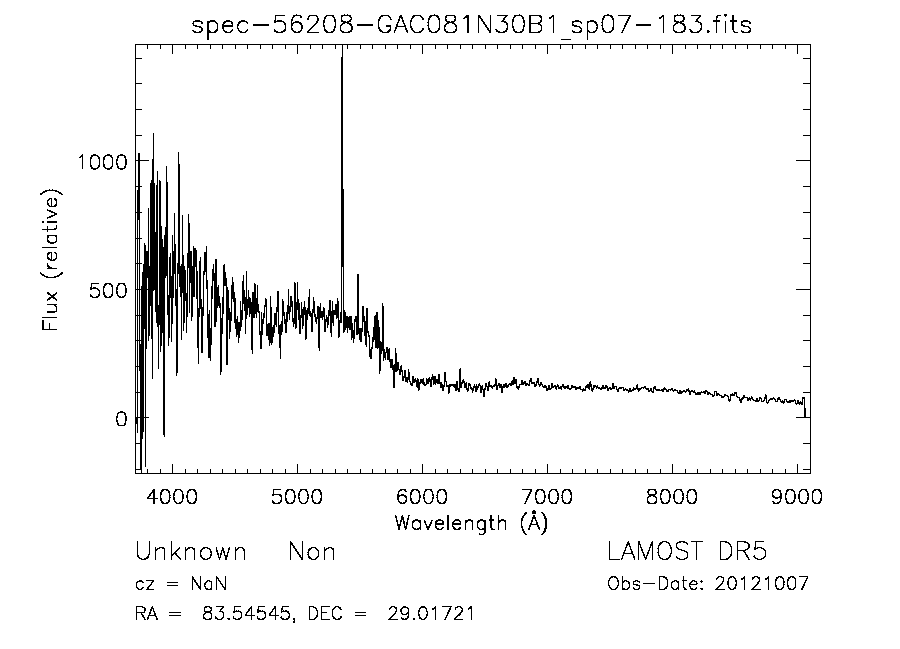 spec-56208-GAC081N30B1_sp07-183.fits
Flux (relative)
1000
500
0
4000 5000 6000 7000 8000 9000
Wavelength (Å)
Unknown Non LAMOST DR5
cz = NaN Obs-Date: 20121007
RA = 83.54545, DEC = 29.01721